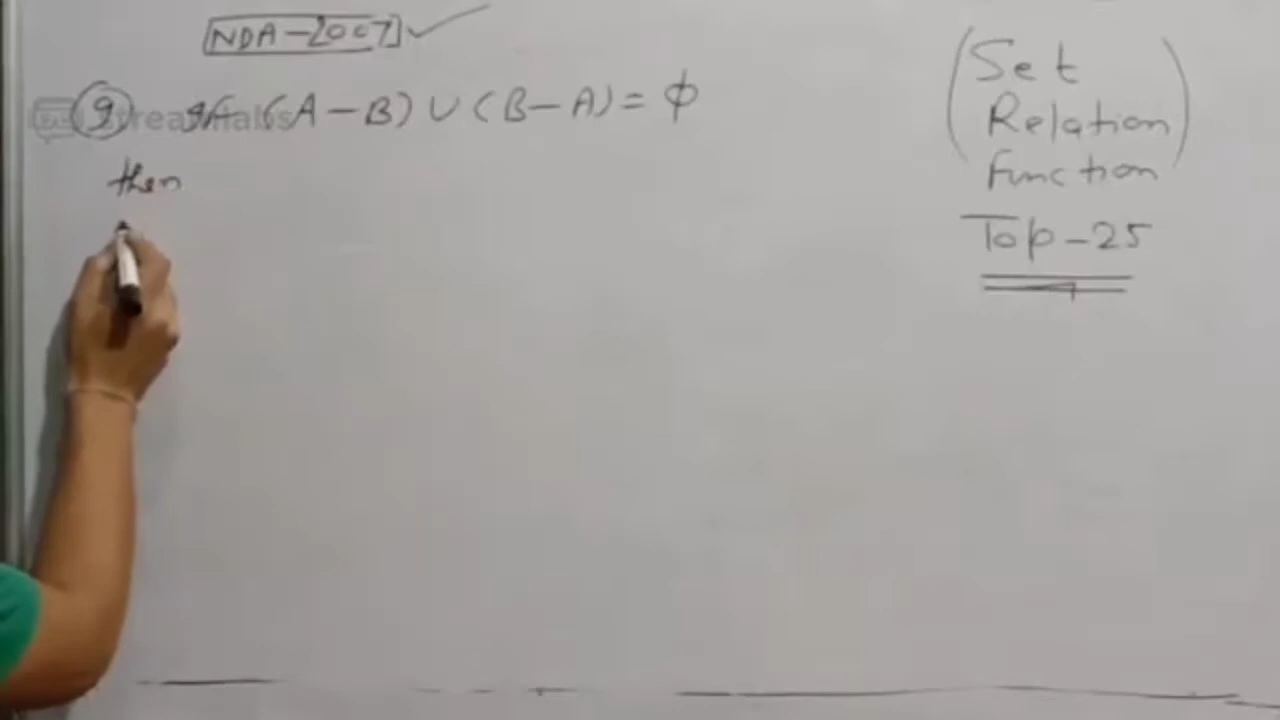 NDA-2007
9 If (A-B) ∪ (B-A) = ϕ
then
(Set
Relation
Function)
Top-25